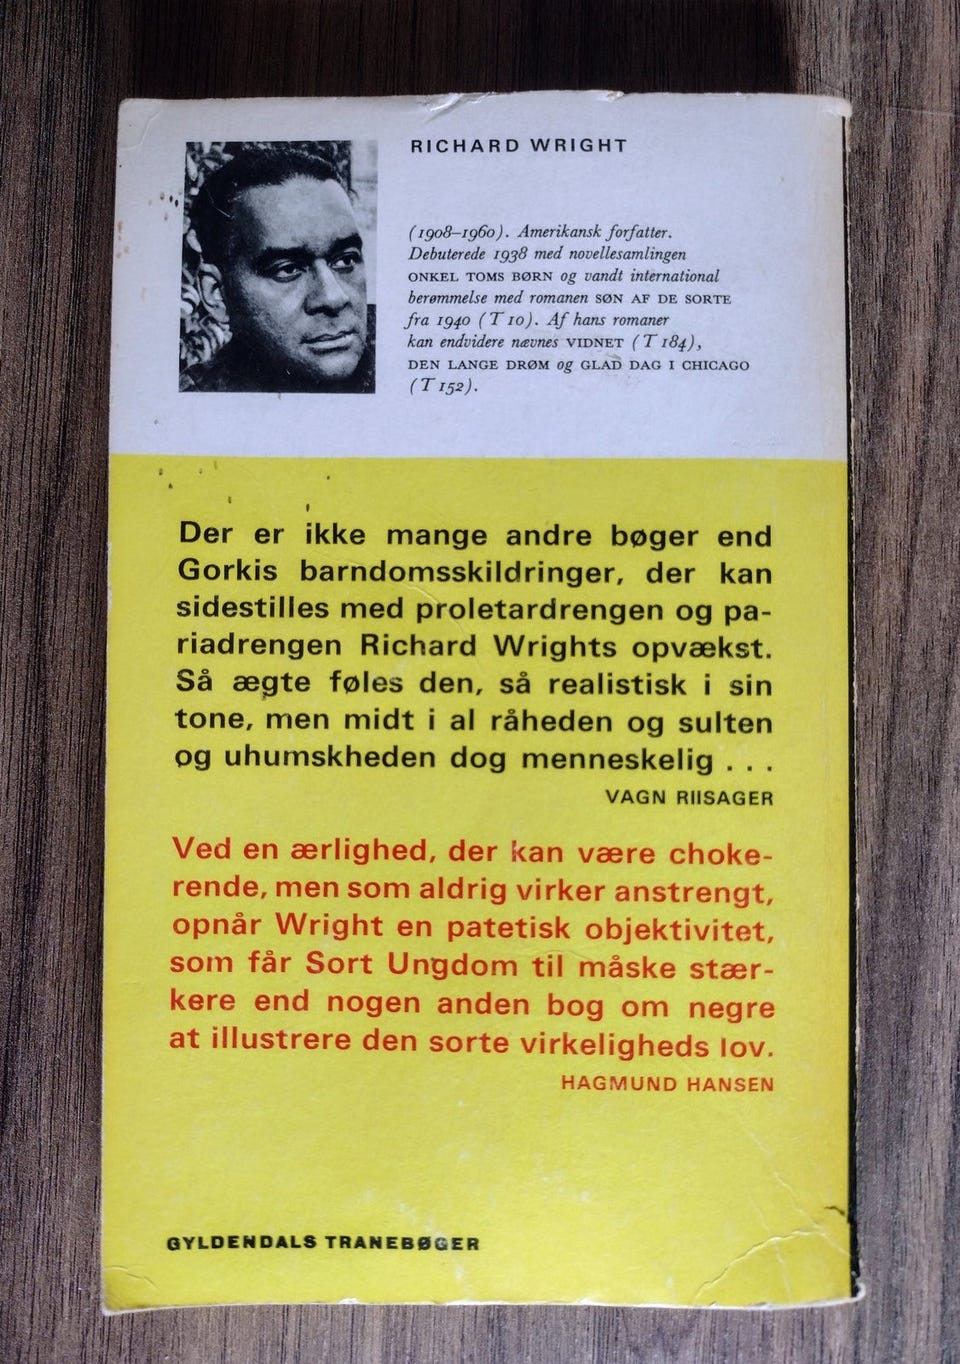 RICHARD WRIGHT
(1908–1960). Amerikansk forfatter.
Debuterede 1938 med novellesamlingen
ONKEL TOMS BØRN og vandt international
berømmelse med romanen SØN AF DE SORTE
fra 1940 (T 10). Af hans romaner
kan endvidere nævnes VIDNET (T 184),
DEN LANGE DRØM og GLAD DAG I CHICAGO
(T 152).
Der er ikke mange andre bøger end
Gorkis barndomsskildringer, der kan
sidestilles med proletardrengen og pa-
riadrengen Richard Wrights opvækst.
Så ægte føles den, så realistisk i sin
tone, men midt i al råheden og sulten
og uhumskheden dog menneskelig . . .
VAGN RIISAGER
Ved en ærlighed, der kan være choke-
rende, men som aldrig virker anstrengt,
opnår Wright en patetisk objektivitet,
som får Sort Ungdom til måske stær-
kere end nogen anden bog om negre
at illustrere den sorte virkeligheds lov.
HAGMUND HANSEN
GYLDENDALS TRANEBØGER